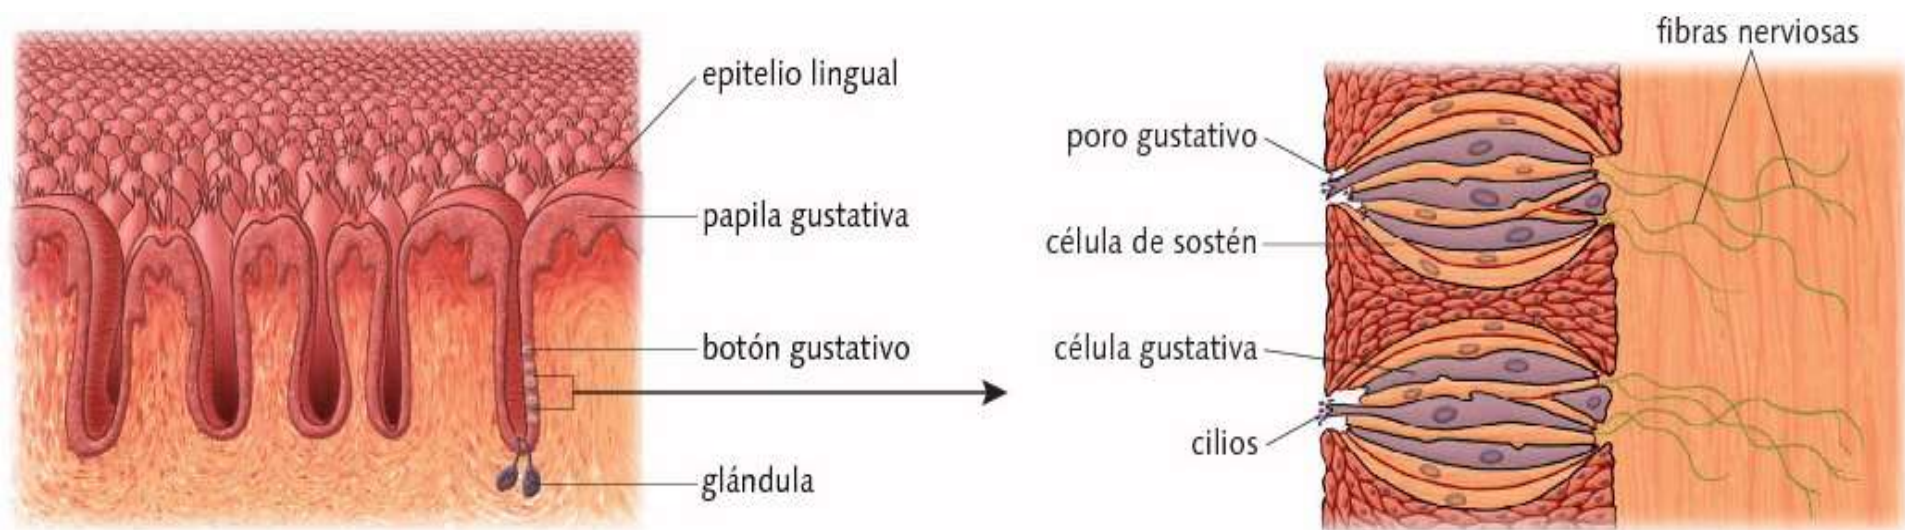 epitelio lingual
papila gustativa
botón gustativo
glándula
fibras nerviosas
poro gustativo
célula de sostén
célula gustativa
cilios